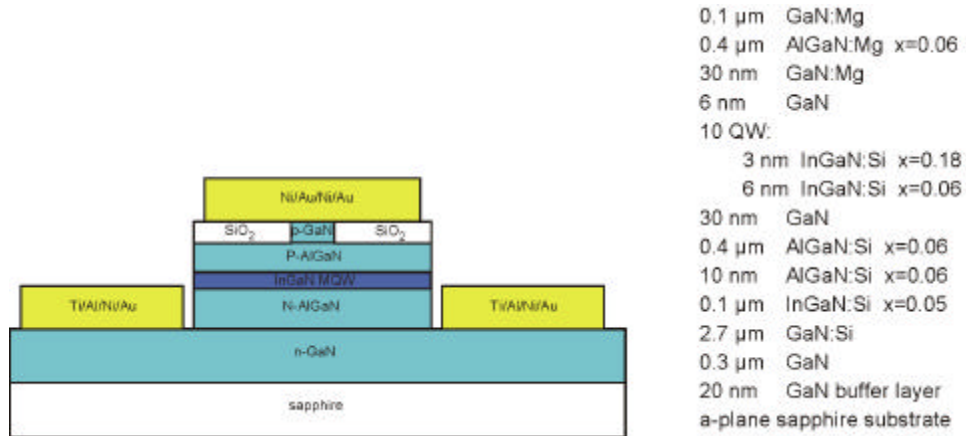 Ni/Au/Ni/Au
SiO2 p-GaN SiO2
P-AlGaN
InGaN MQW
Ti/Al/Ni/Au N-AlGaN Ti/Al/Ni/Au
n-GaN
sapphire
0.1 µm GaN:Mg
0.4 µm AlGaN:Mg x=0.06
30 nm GaN:Mg
6 nm GaN
10 QW:
3 nm InGaN:Si x=0.18
6 nm InGaN:Si x=0.06
30 nm GaN
0.4 µm AlGaN:Si x=0.06
10 nm AlGaN:Si x=0.06
0.1 µm InGaN:Si x=0.05
2.7 µm GaN:Si
0.3 µm GaN
20 nm GaN buffer layer
a-plane sapphire substrate